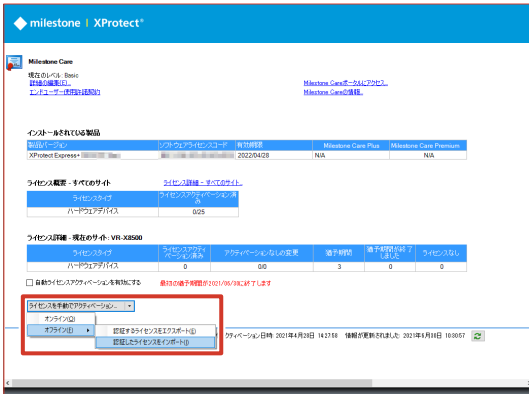 milestone | XProtect®
Milestone Care
現在のレベル: Basic
詳細の編集(E)...
エンドユーザー使用許諾契約
Milestone Careポータルにアクセス...
Milestone Careの情報...
インストールされている製品
製品バージョン ソフトウェアライセンスコード 有効期限 Milestone Care Plus Milestone Care Premium
XProtect Express+ 2022/04/28 N/A N/A
ライセンス概要 - すべてのサイト ライセンス詳細 - すべてのサイト...
ライセンスタイプ ライセンスアクティベーション済み
ハードウェアデバイス 0/25
ライセンス詳細 - 現在のサイト: VR-X8500
ライセンスタイプ ライセンスアクティベーション済み アクティベーションなしの変更 猶予期間 猶予期間が終了しました ライセンスなし
ハードウェアデバイス 0 0/0 3 0 0
自動ライセンスアクティベーションを有効にする 最初の猶予期間が2021/06/30に終了します
ライセンスを手動でアクティベーション...
オンライン(O)
オフライン(F)
認証するライセンスをエクスポート(E)
認証したライセンスをインポート(I)
クティベーション日時: 2021年4月28日 14:27:58 情報が更新されました: